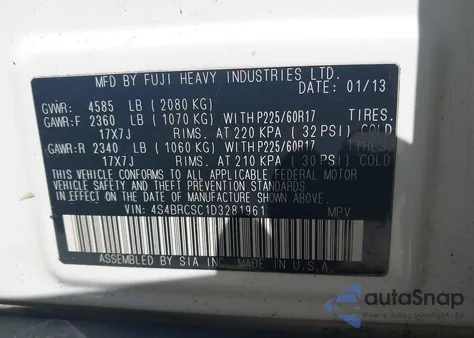 MFD BY FUJI HEAVY INDUSTRIES LTD.
DATE: 01/13
GVWR: 4585 LB (2080 KG)
GAWR:F 2360 LB (1070 KG) WITH P225/60R17 TIRES.
17X7J RIMS. AT 220 KPA (32 PSI) COLD
GAWR:R 2340 LB (1060 KG) WITH P225/60R17 TIRES.
17X7J RIMS. AT 210 KPA (30 PSI) COLD
THIS VEHICLE CONFORMS TO ALL APPLICABLE FEDERAL MOTOR
VEHICLE SAFETY AND THEFT PREVENTION STANDARDS IN
EFFECT ON THE DATE OF MANUFACTURE SHOWN ABOVE.
VIN: 4S4BRCSC1D3281961 MPV
ASSEMBLED BY SIA INC. MADE IN U.S.A.
autoSnap